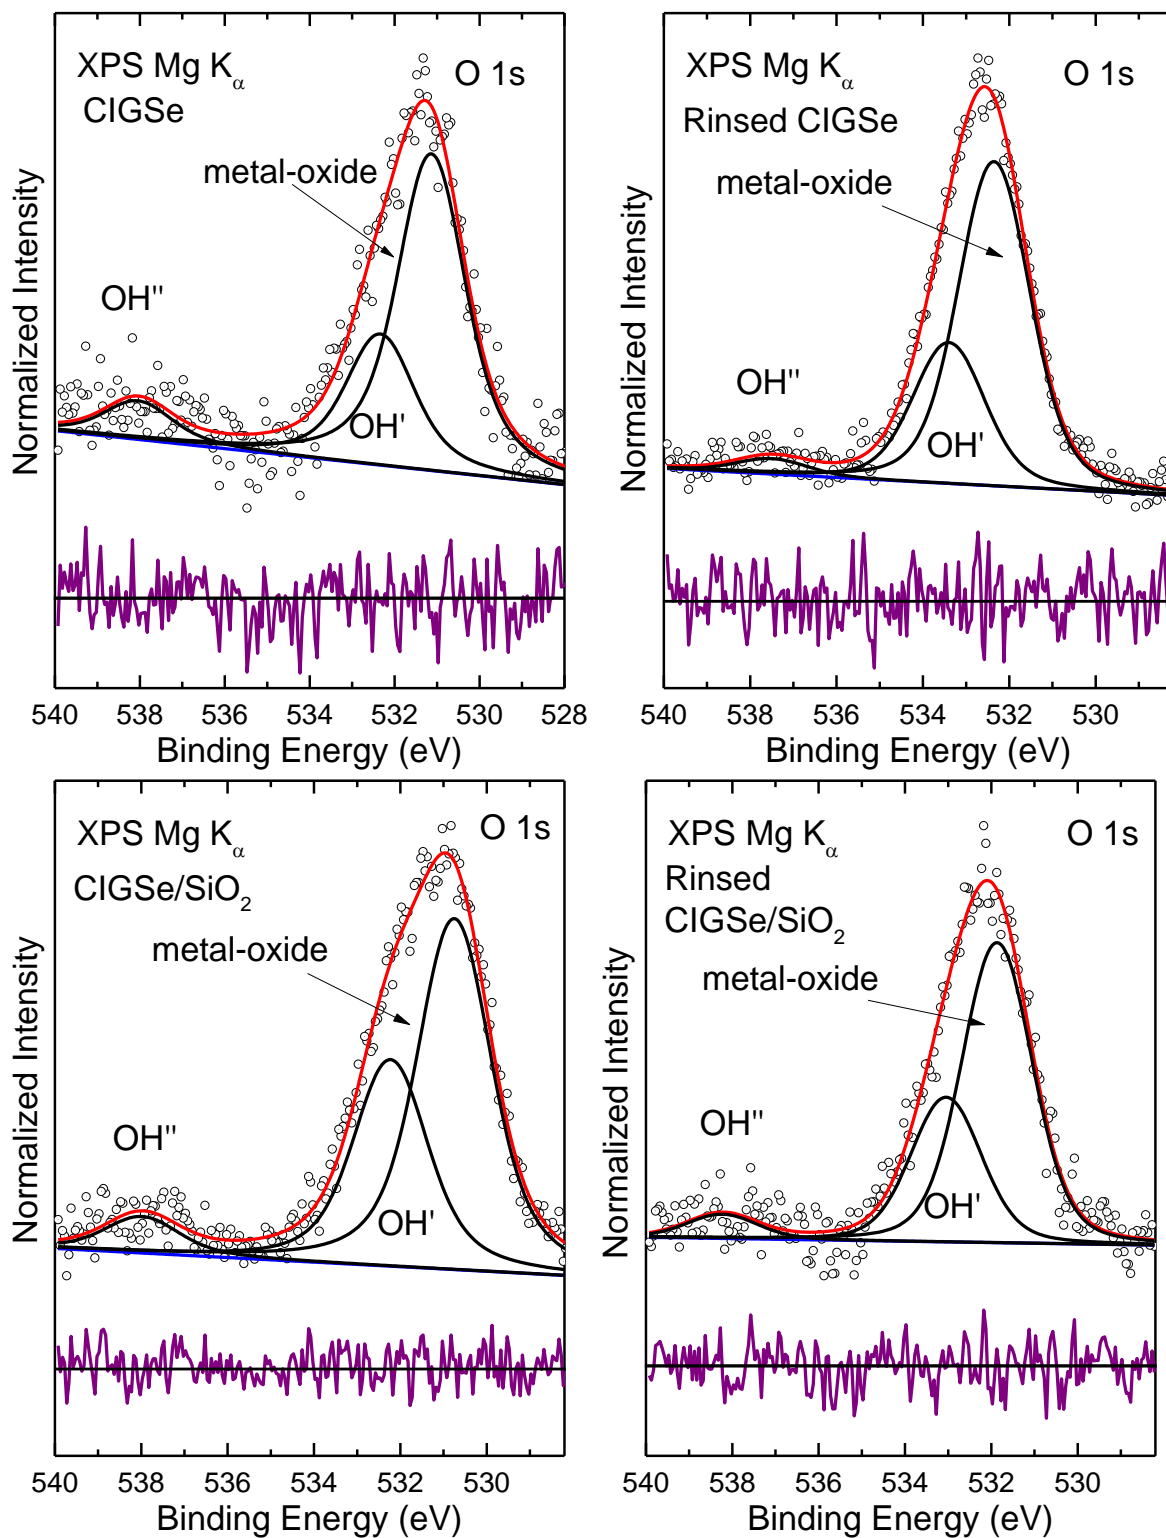 XPS Mg Kα
O 1s
CIGSe
metal-oxide
OH''
OH'
Normalized Intensity
540 538 536 534 532 530 528
Binding Energy (eV)
XPS Mg Kα
O 1s
Rinsed CIGSe
metal-oxide
OH''
OH'
Normalized Intensity
540 538 536 534 532 530
Binding Energy (eV)
XPS Mg Kα
O 1s
CIGSe/SiO₂
metal-oxide
OH''
OH'
Normalized Intensity
540 538 536 534 532 530
Binding Energy (eV)
XPS Mg Kα
O 1s
Rinsed
CIGSe/SiO₂
metal-oxide
OH''
OH'
Normalized Intensity
540 538 536 534 532 530
Binding Energy (eV)